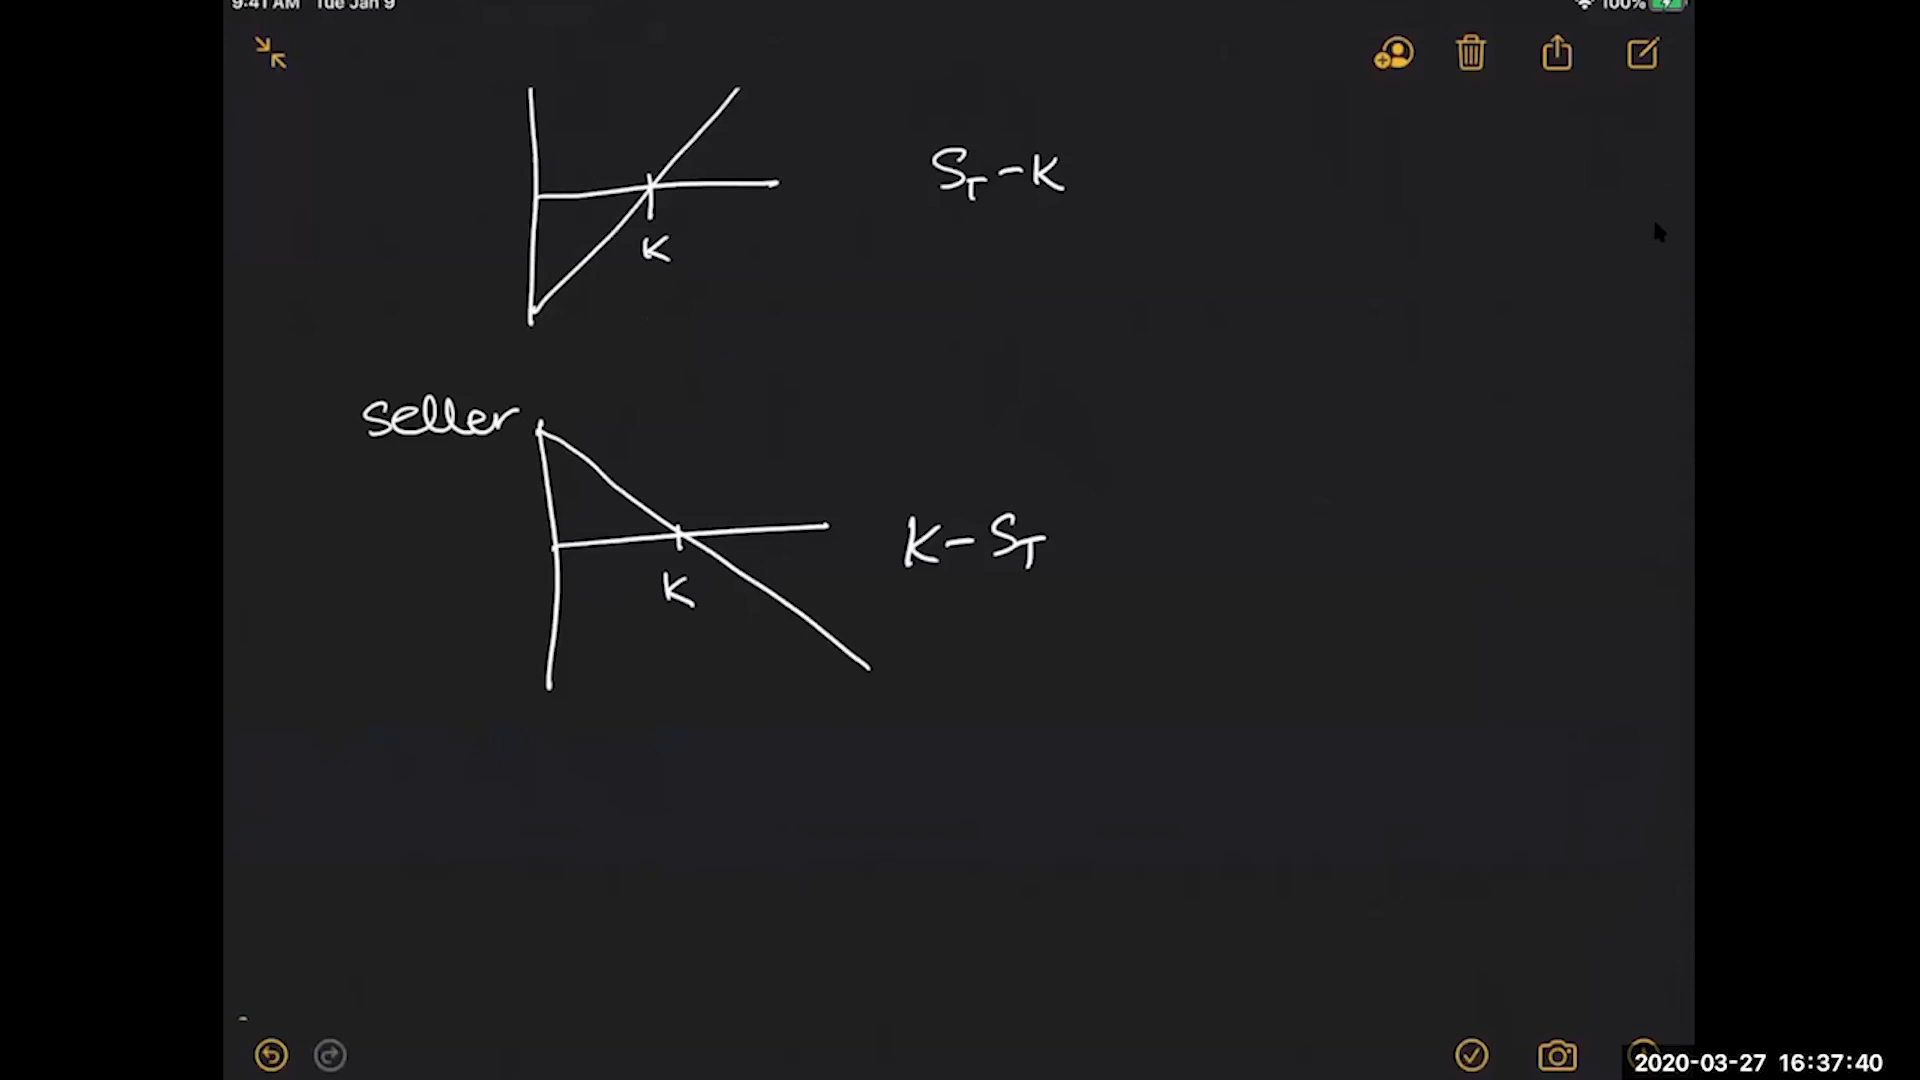 9:41 AM Tue Jan 9 100%
S_T - K
K
seller
K - S_T
K
2020-03-27 16:37:40